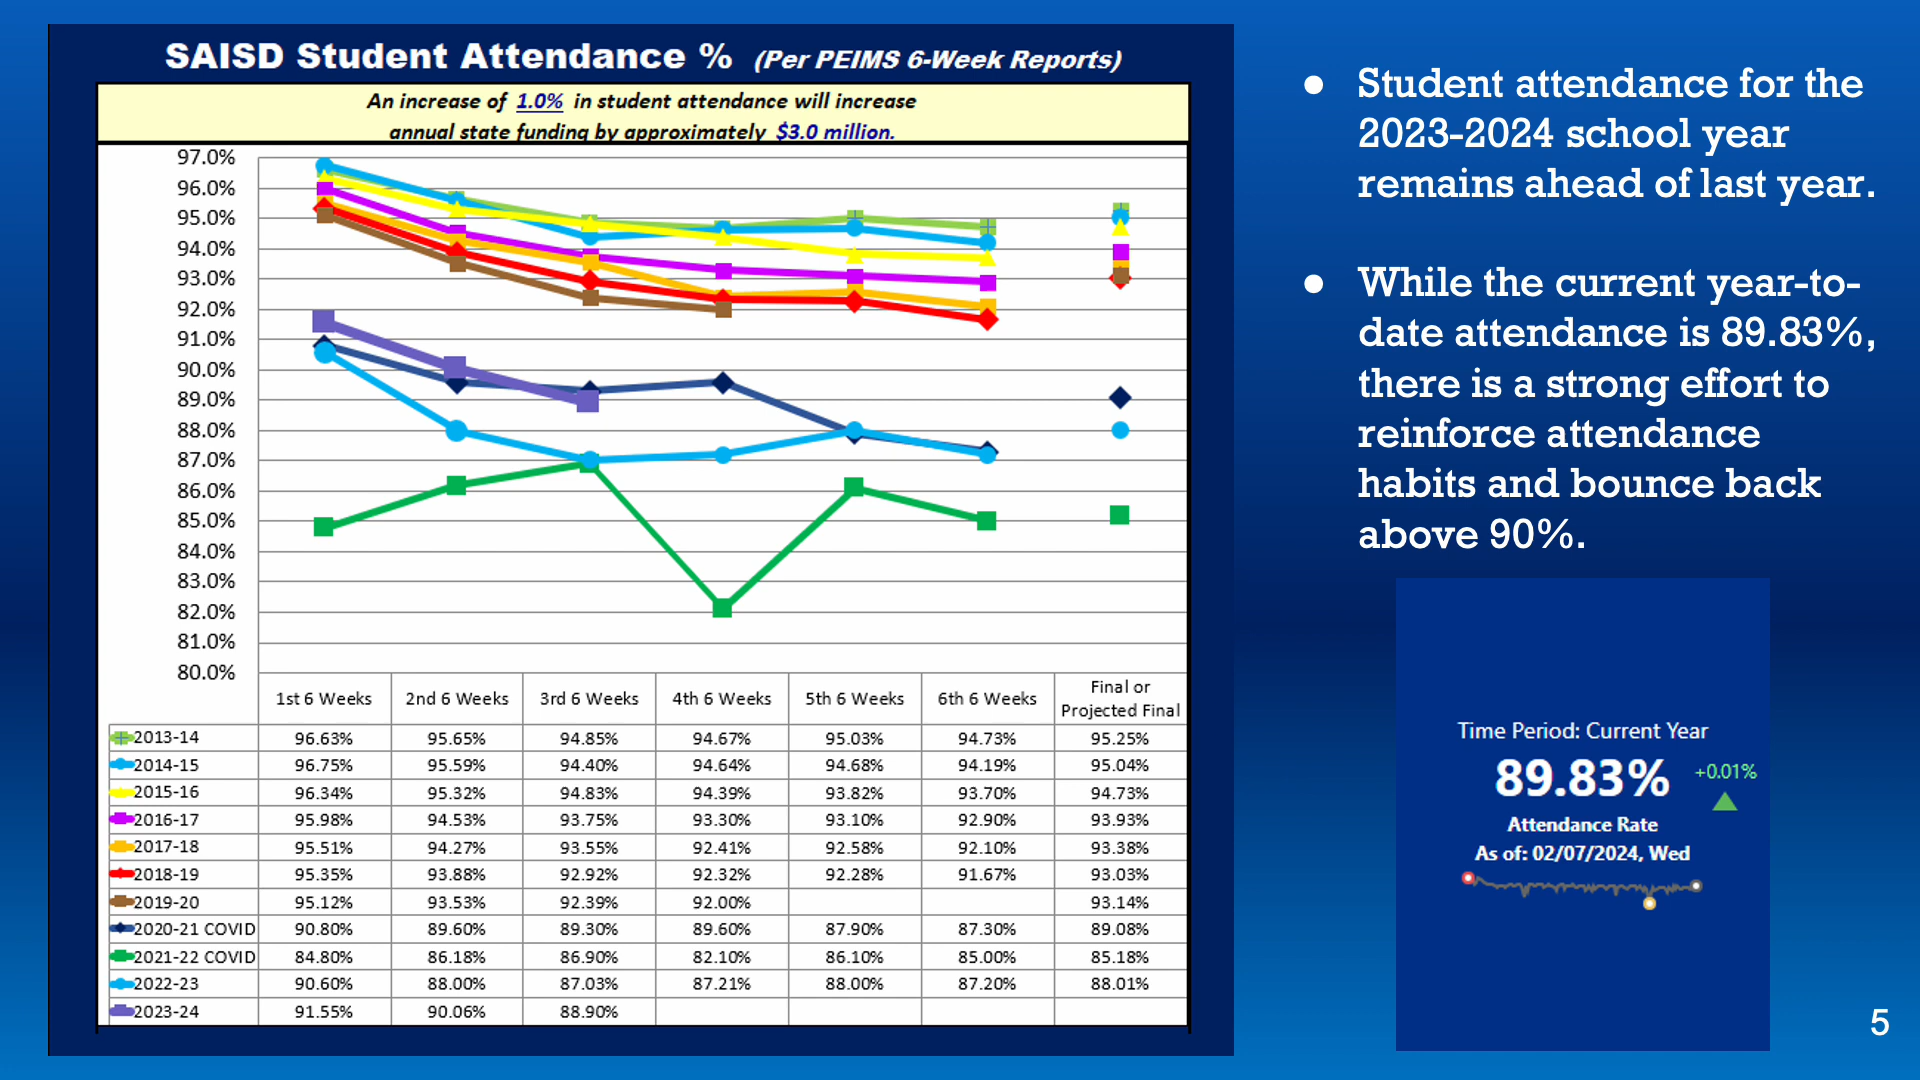 SAISD Student Attendance % (Per PEIMS 6-Week Reports)
An increase of 1.0% in student attendance will increase
annual state funding by approximately $3.0 million.
97.0%
96.0%
95.0%
94.0%
93.0%
92.0%
91.0%
90.0%
89.0%
88.0%
87.0%
86.0%
85.0%
84.0%
83.0%
82.0%
81.0%
80.0%
1st 6 Weeks 2nd 6 Weeks 3rd 6 Weeks 4th 6 Weeks 5th 6 Weeks 6th 6 Weeks Final or Projected Final
2013-14 96.63% 95.65% 94.85% 94.67% 95.03% 94.73% 95.25%
2014-15 96.75% 95.59% 94.40% 94.64% 94.68% 94.19% 95.04%
2015-16 96.34% 95.32% 94.83% 94.39% 93.82% 93.70% 94.73%
2016-17 95.98% 94.53% 93.75% 93.30% 93.10% 92.90% 93.93%
2017-18 95.51% 94.27% 93.55% 92.41% 92.58% 92.10% 93.38%
2018-19 95.35% 93.88% 92.92% 92.32% 92.28% 91.67% 93.03%
2019-20 95.12% 93.53% 92.39% 92.00% 93.14%
2020-21 COVID 90.80% 89.60% 89.30% 89.60% 87.90% 87.30% 89.08%
2021-22 COVID 84.80% 86.18% 86.90% 82.10% 86.10% 85.00% 85.18%
2022-23 90.60% 88.00% 87.03% 87.21% 88.00% 87.20% 88.01%
2023-24 91.55% 90.06% 88.90%
● Student attendance for the
2023-2024 school year
remains ahead of last year.
● While the current year-to-
date attendance is 89.83%,
there is a strong effort to
reinforce attendance
habits and bounce back
above 90%.
Time Period: Current Year
89.83% +0.01%
Attendance Rate
As of: 02/07/2024, Wed
5